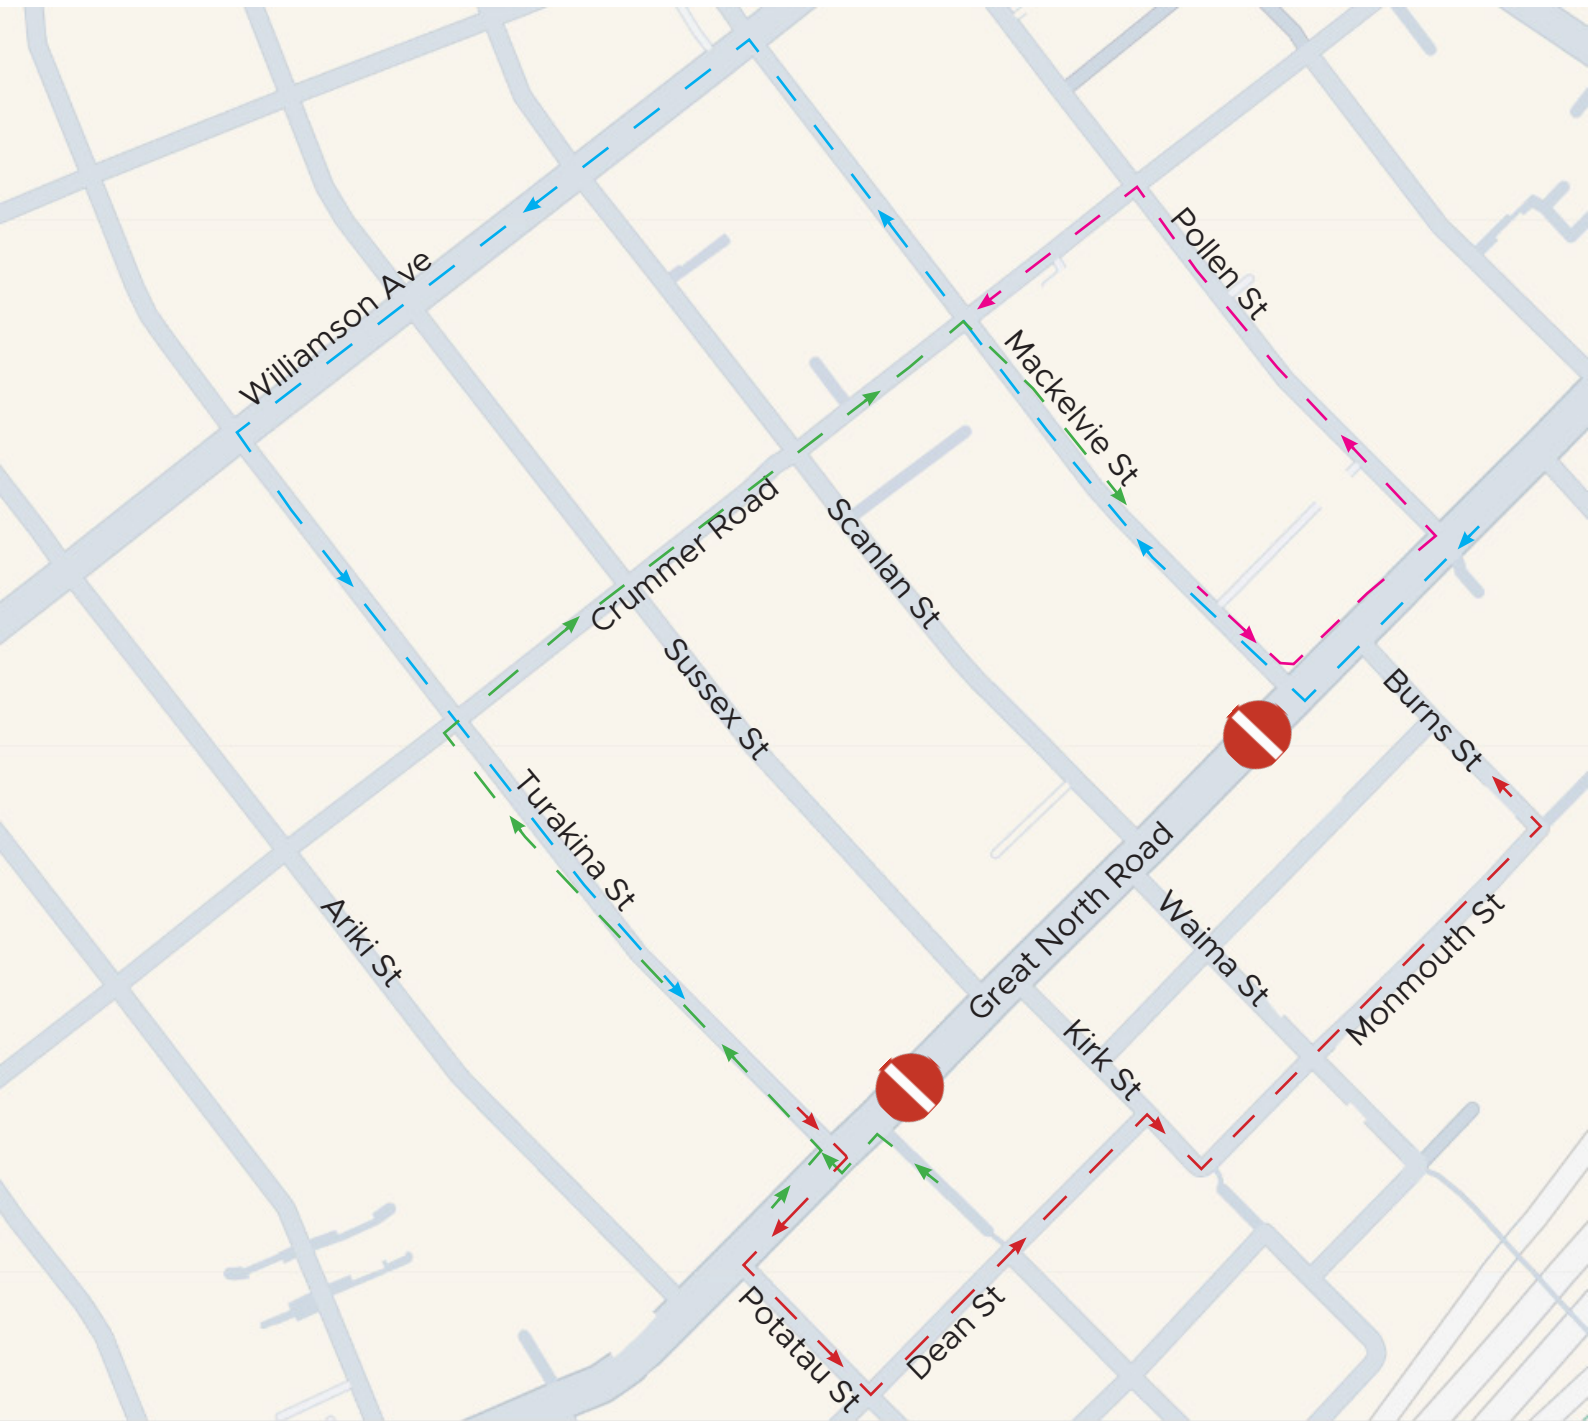 Pollen St
Williamson Ave
Mackelvie St
Crummer Road
Scanlan St
Sussex St
Burns St
Turakina St
Great North Road
Ariki St
Waima St
Monmouth St
Kirk St
Dean St
Potatau St